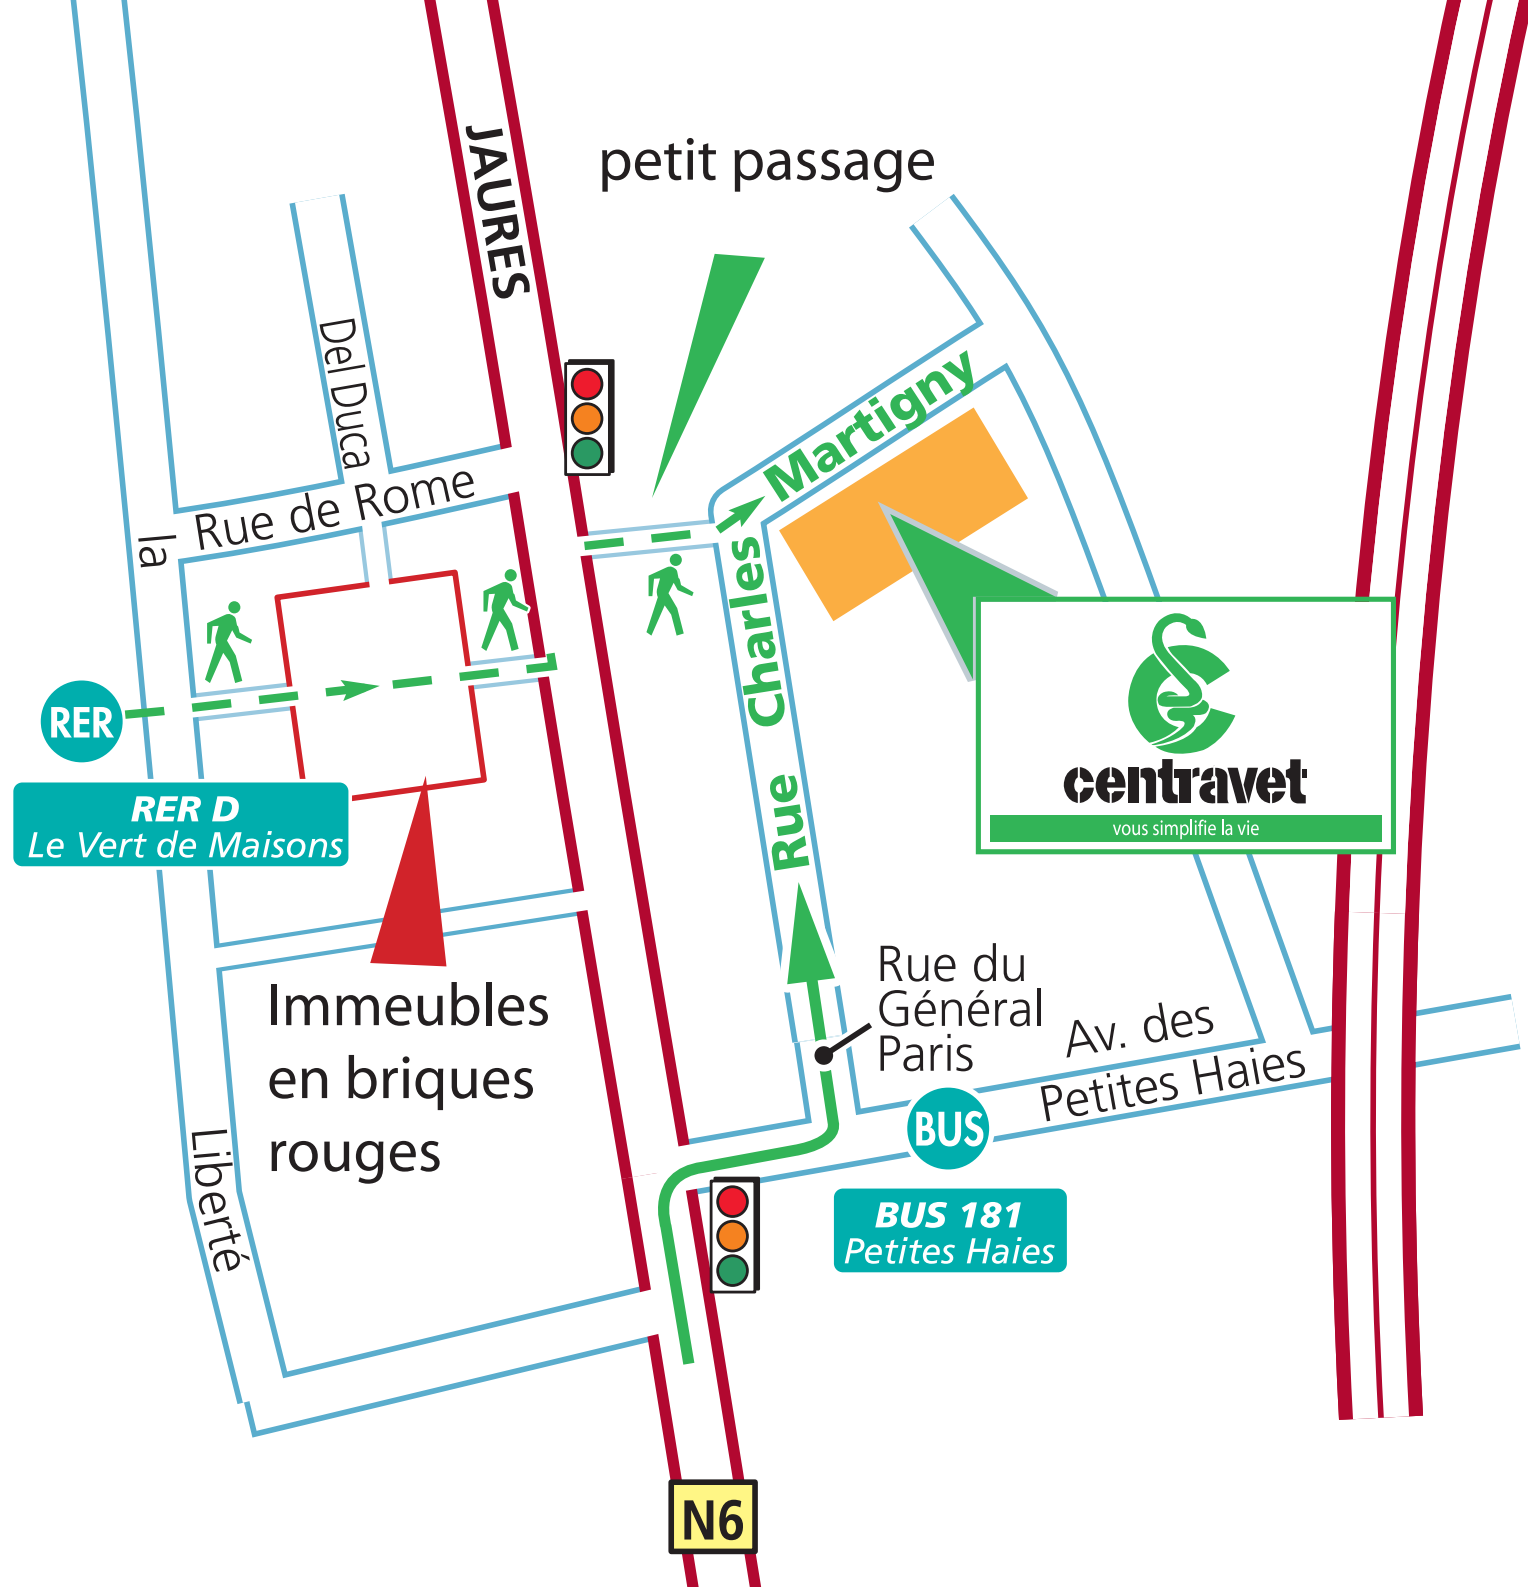 JAURES
petit passage
Del Duca
Martigny
Rue de Rome
la
Rue Charles
RER
RER D
Le Vert de Maisons
centravet
vous simplifie la vie
Immeubles
en briques
rouges
Rue du
Général
Paris
Av. des
Petites Haies
BUS
BUS 181
Petites Haies
Liberté
N6